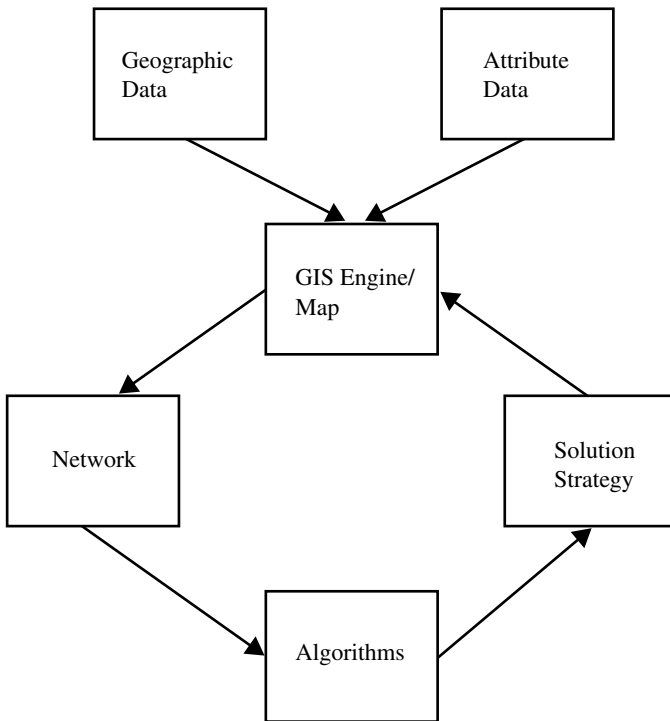 Geographic
Data
Attribute
Data
GIS Engine/
Map
Network
Solution
Strategy
Algorithms